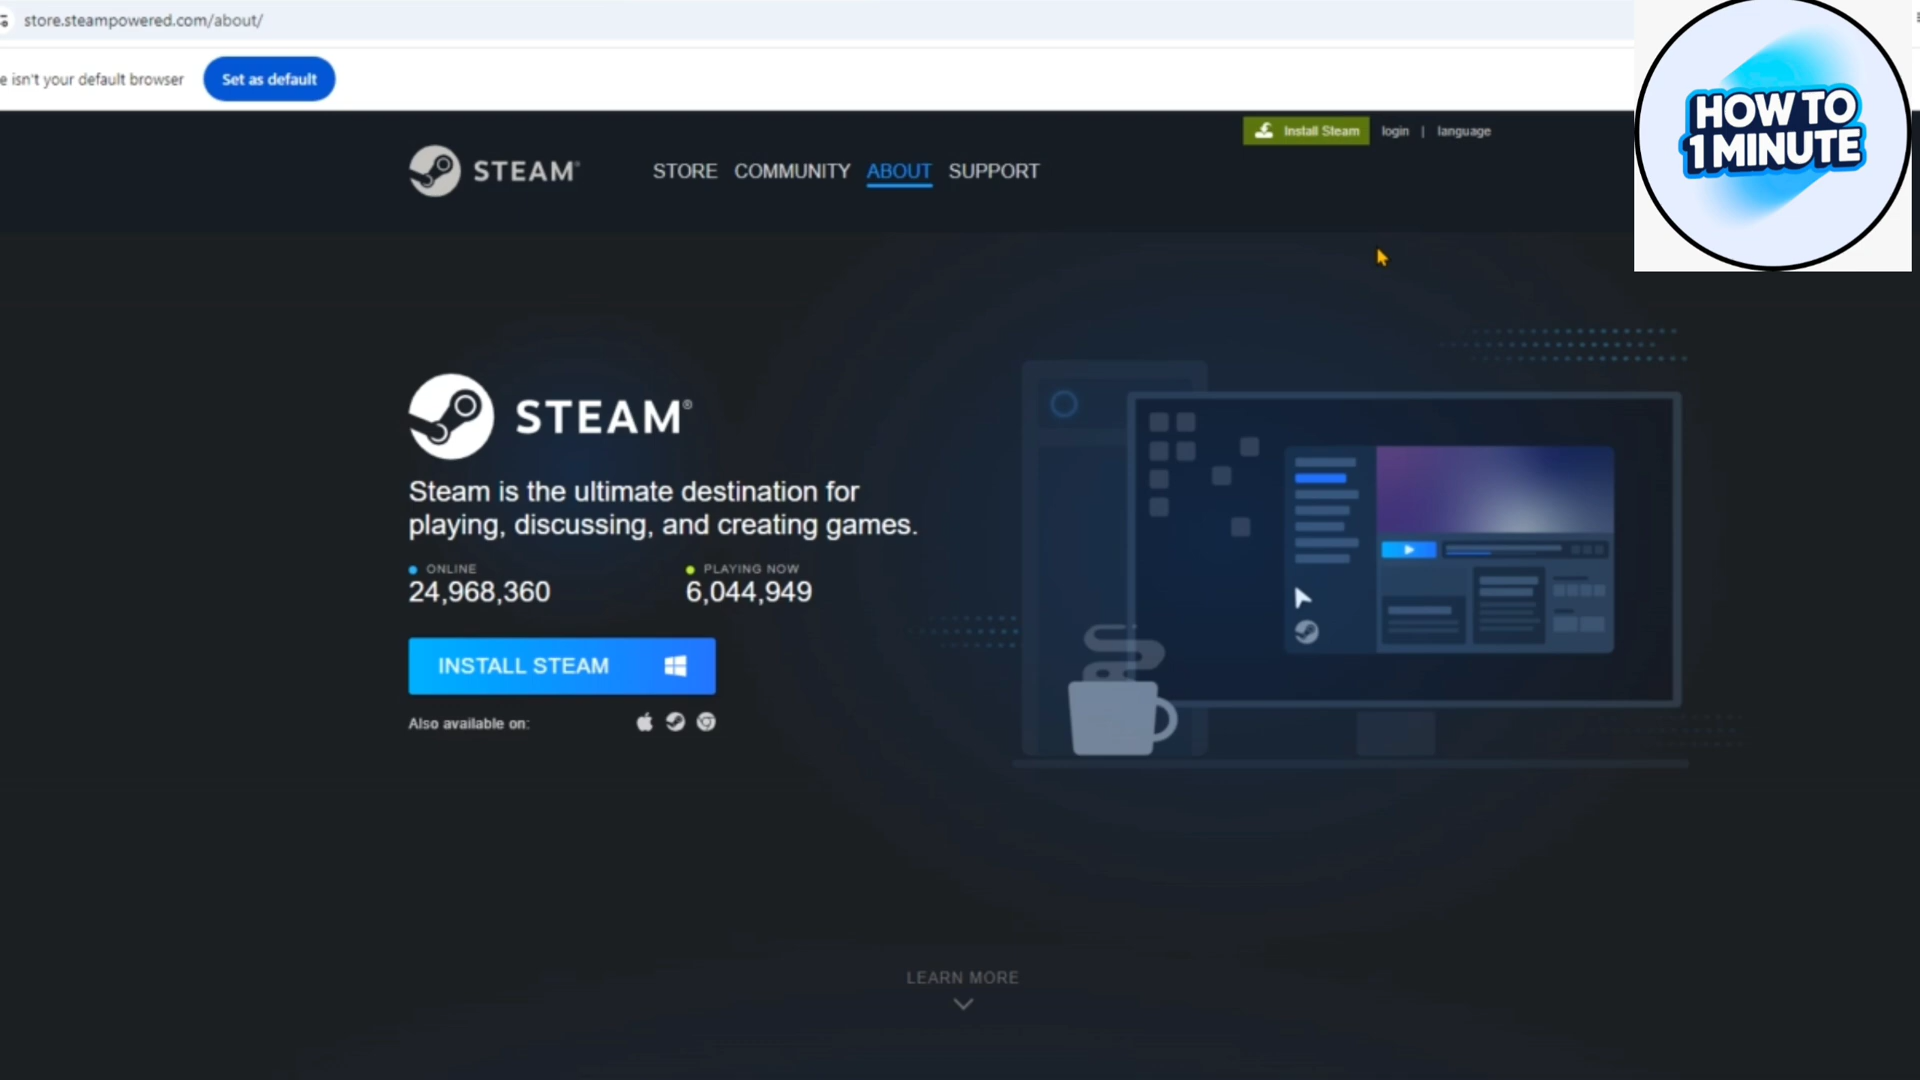 store.steampowered.com/about/
e isn't your default browser
Set as default
HOW TO
1 MINUTE
Install Steam
login | language
STEAM®
STORE COMMUNITY ABOUT SUPPORT
STEAM®
Steam is the ultimate destination for
playing, discussing, and creating games.
ONLINE
24,968,360
PLAYING NOW
6,044,949
INSTALL STEAM
Also available on:
LEARN MORE